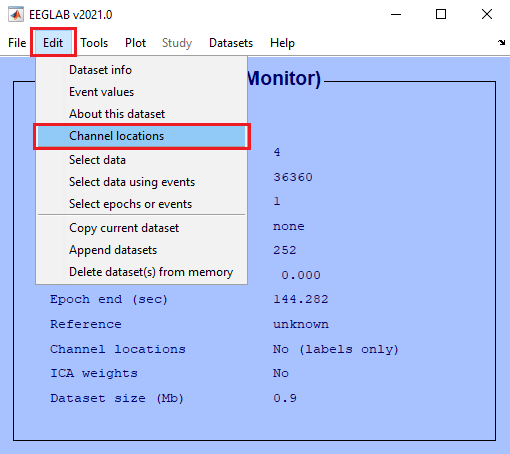 EEGLAB v2021.0
File Edit Tools Plot Study Datasets Help
Monitor)
Dataset info
Event values
About this dataset
Channel locations
4
Select data
Select data using events
36360
Select epochs or events
1
Copy current dataset
none
Append datasets
252
Delete dataset(s) from memory
0.000
Epoch end (sec) 144.282
Reference unknown
Channel locations No (labels only)
ICA weights No
Dataset size (Mb) 0.9